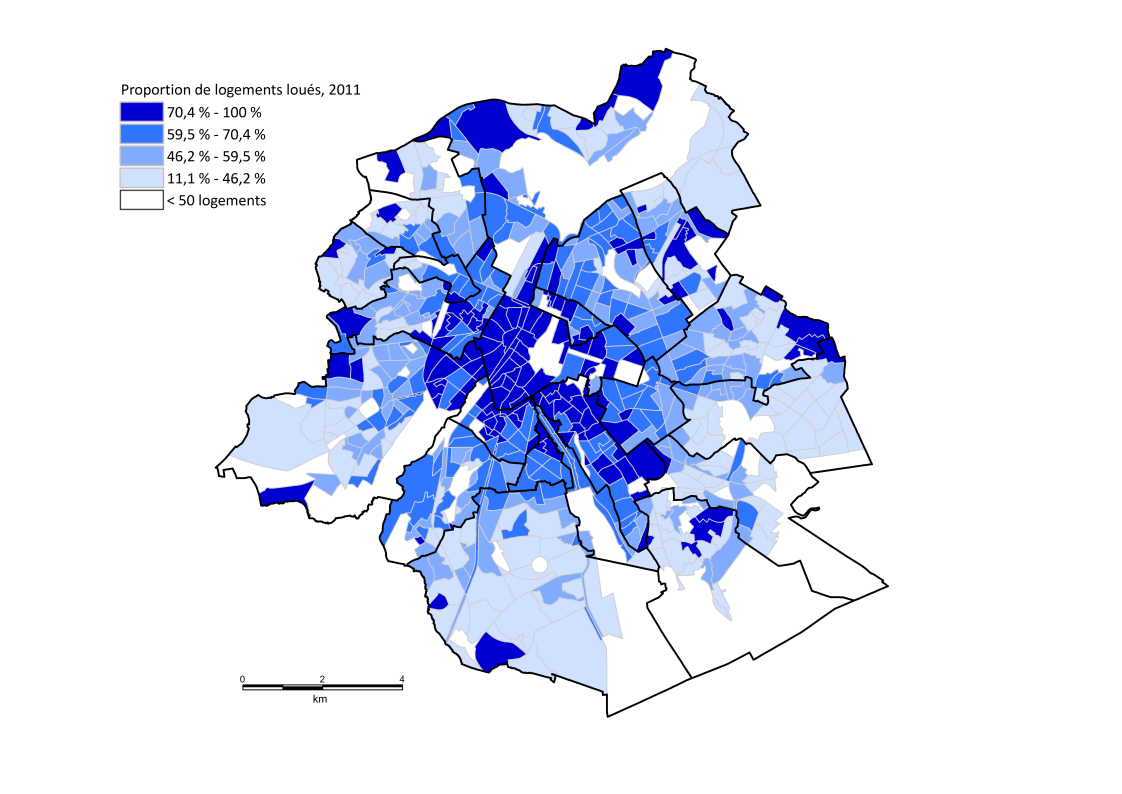 Proportion de logements loués, 2011
70,4 % - 100 %
59,5 % - 70,4 %
46,2 % - 59,5 %
11,1 % - 46,2 %
< 50 logements
0 2 4
km